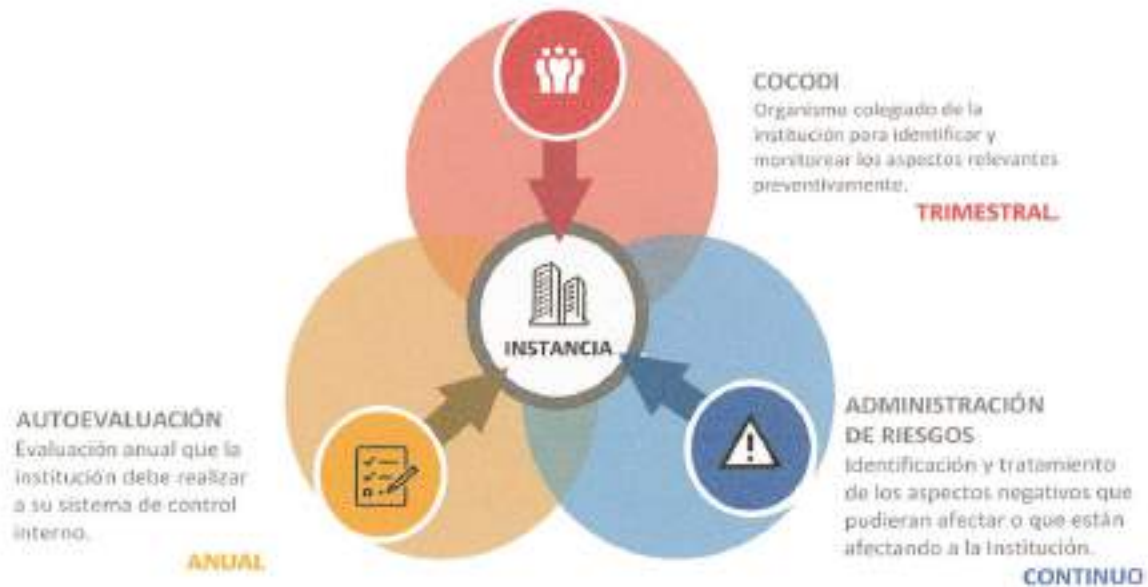 COCODI
Organismo colegiado de la
institución para identificar y
monitorear los aspectos relevantes
preventivamente.
TRIMESTRAL.
INSTANCIA
AUTOEVALUACIÓN
Evaluación anual que la
institución debe realizar
a su sistema de control
interno.
ANUAL
ADMINISTRACIÓN
DE RIESGOS
Identificación y tratamiento
de los aspectos negativos que
pudieran afectar o que están
afectando a la Institución.
CONTINUO